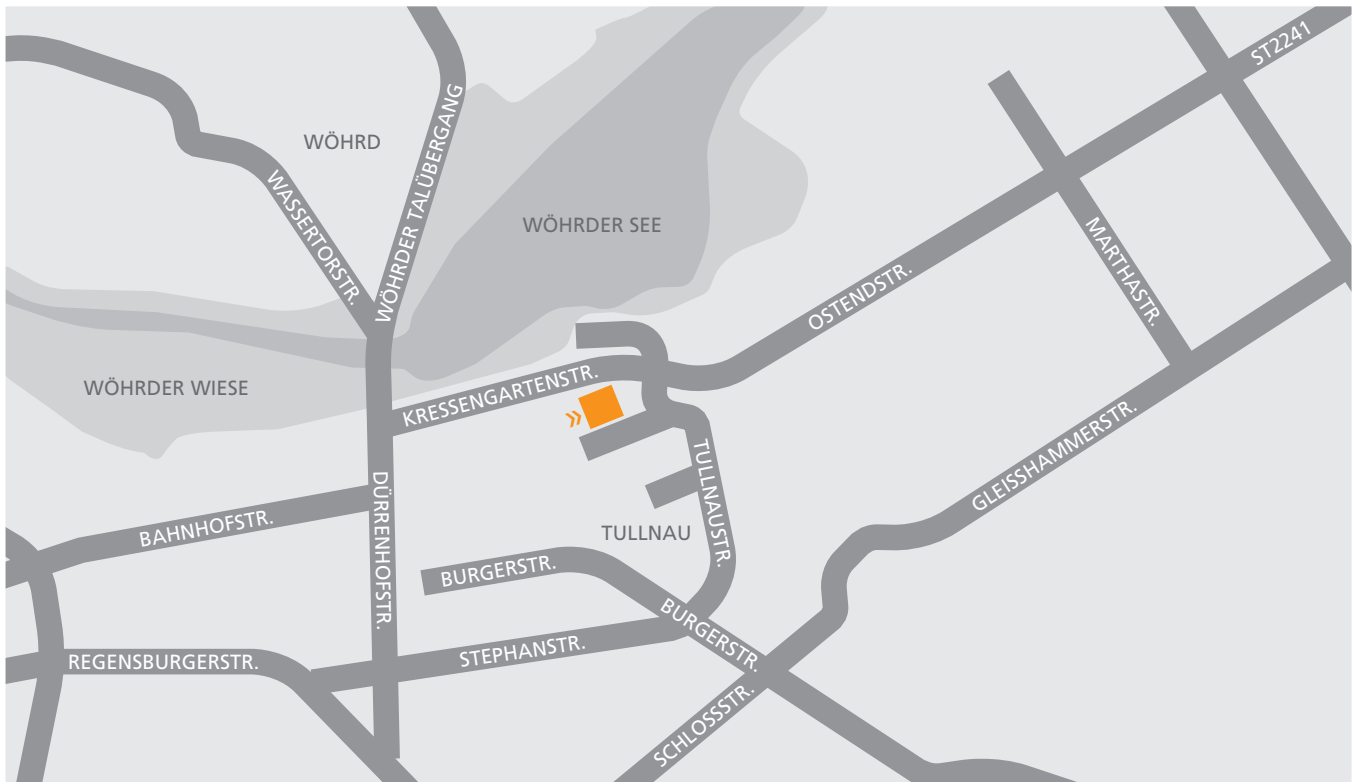 ST2241
WÖHRD
WÖHRDER TALÜBERGANG
WASSERTORSTR.
WÖHRDER SEE
MARTHASTR.
OSTENDSTR.
WÖHRDER WIESE
KRESSENGARTENSTR.
GLEISSHAMMERSTR.
TULLNAUSTR.
DÜRRENHOFSTR.
BAHNHOFSTR.
TULLNAU
BURGERSTR.
BURGERSTR.
STEPHANSTR.
REGENSBURGERSTR.
SCHLOSSSTR.